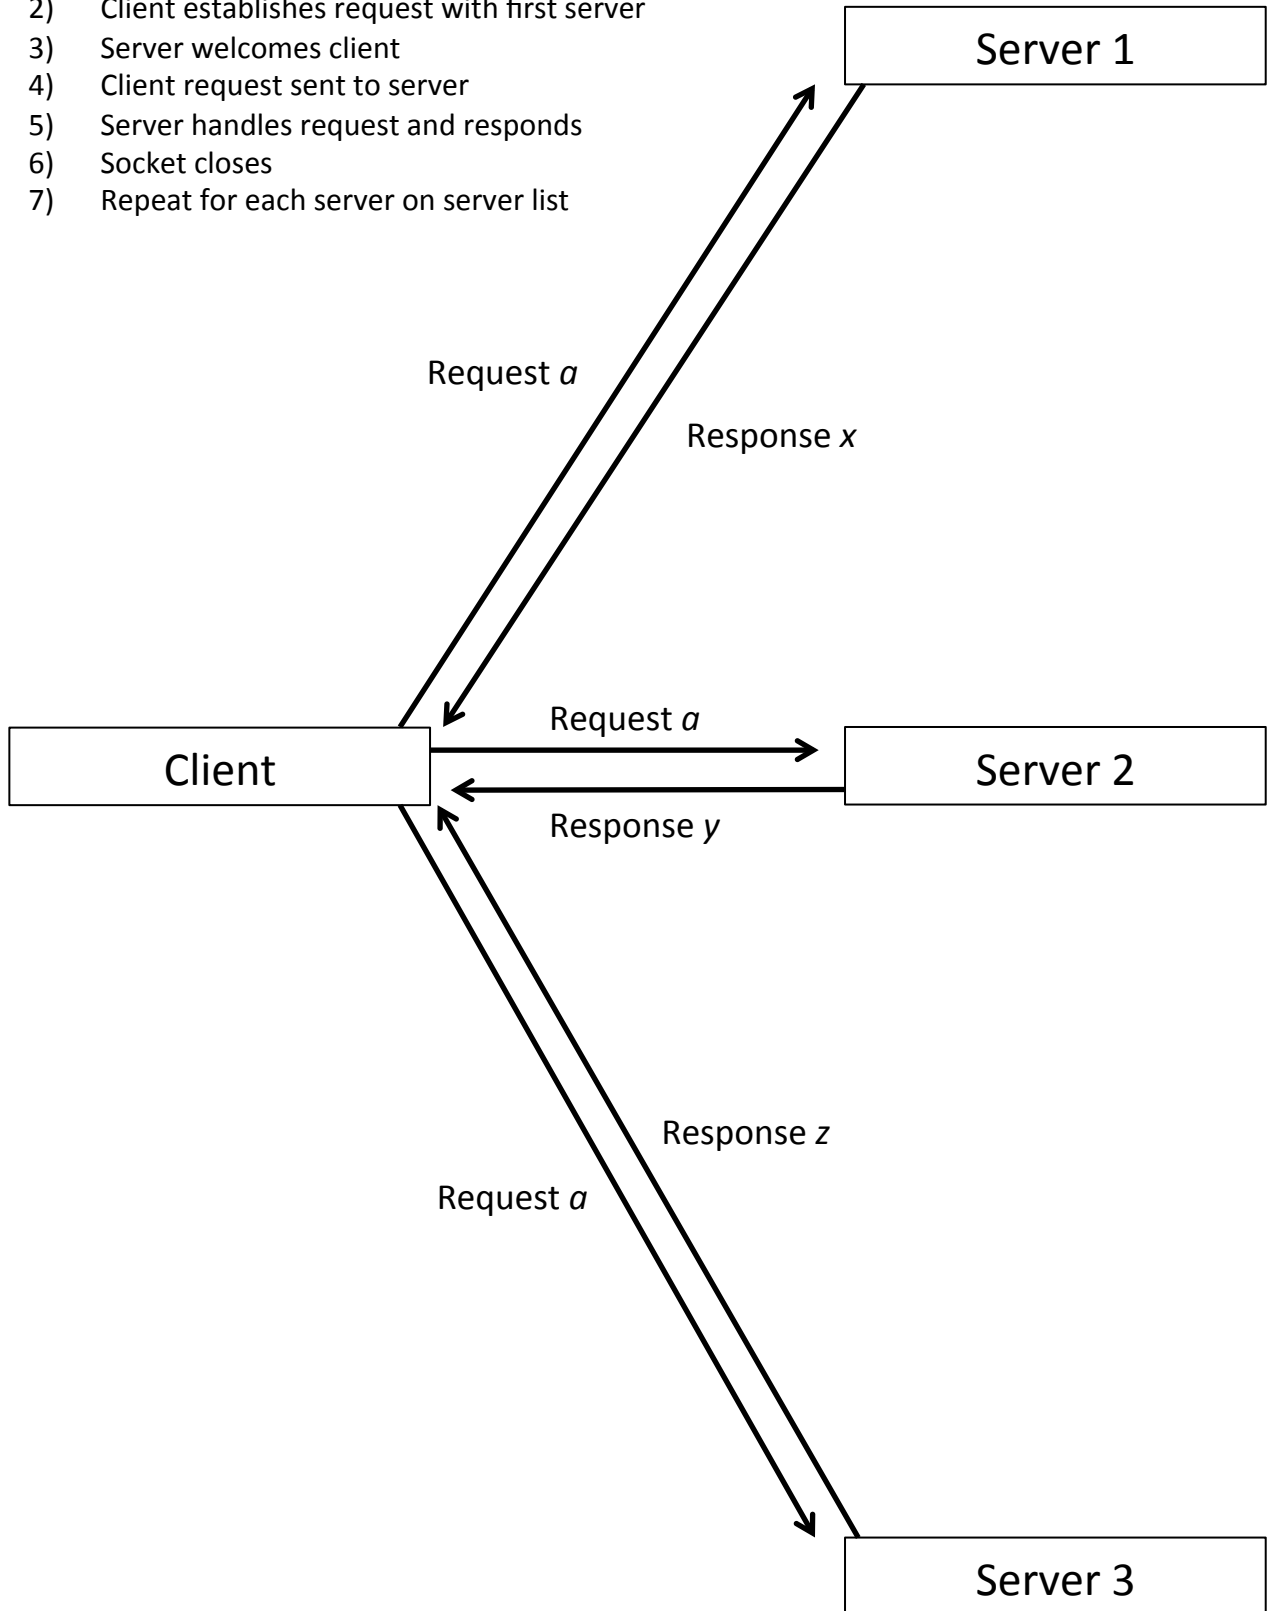 2) Client establishes request with first server
3) Server welcomes client
4) Client request sent to server
5) Server handles request and responds
6) Socket closes
7) Repeat for each server on server list
Server 1
Request a
Response x
Request a
Client
Server 2
Response y
Response z
Request a
Server 3